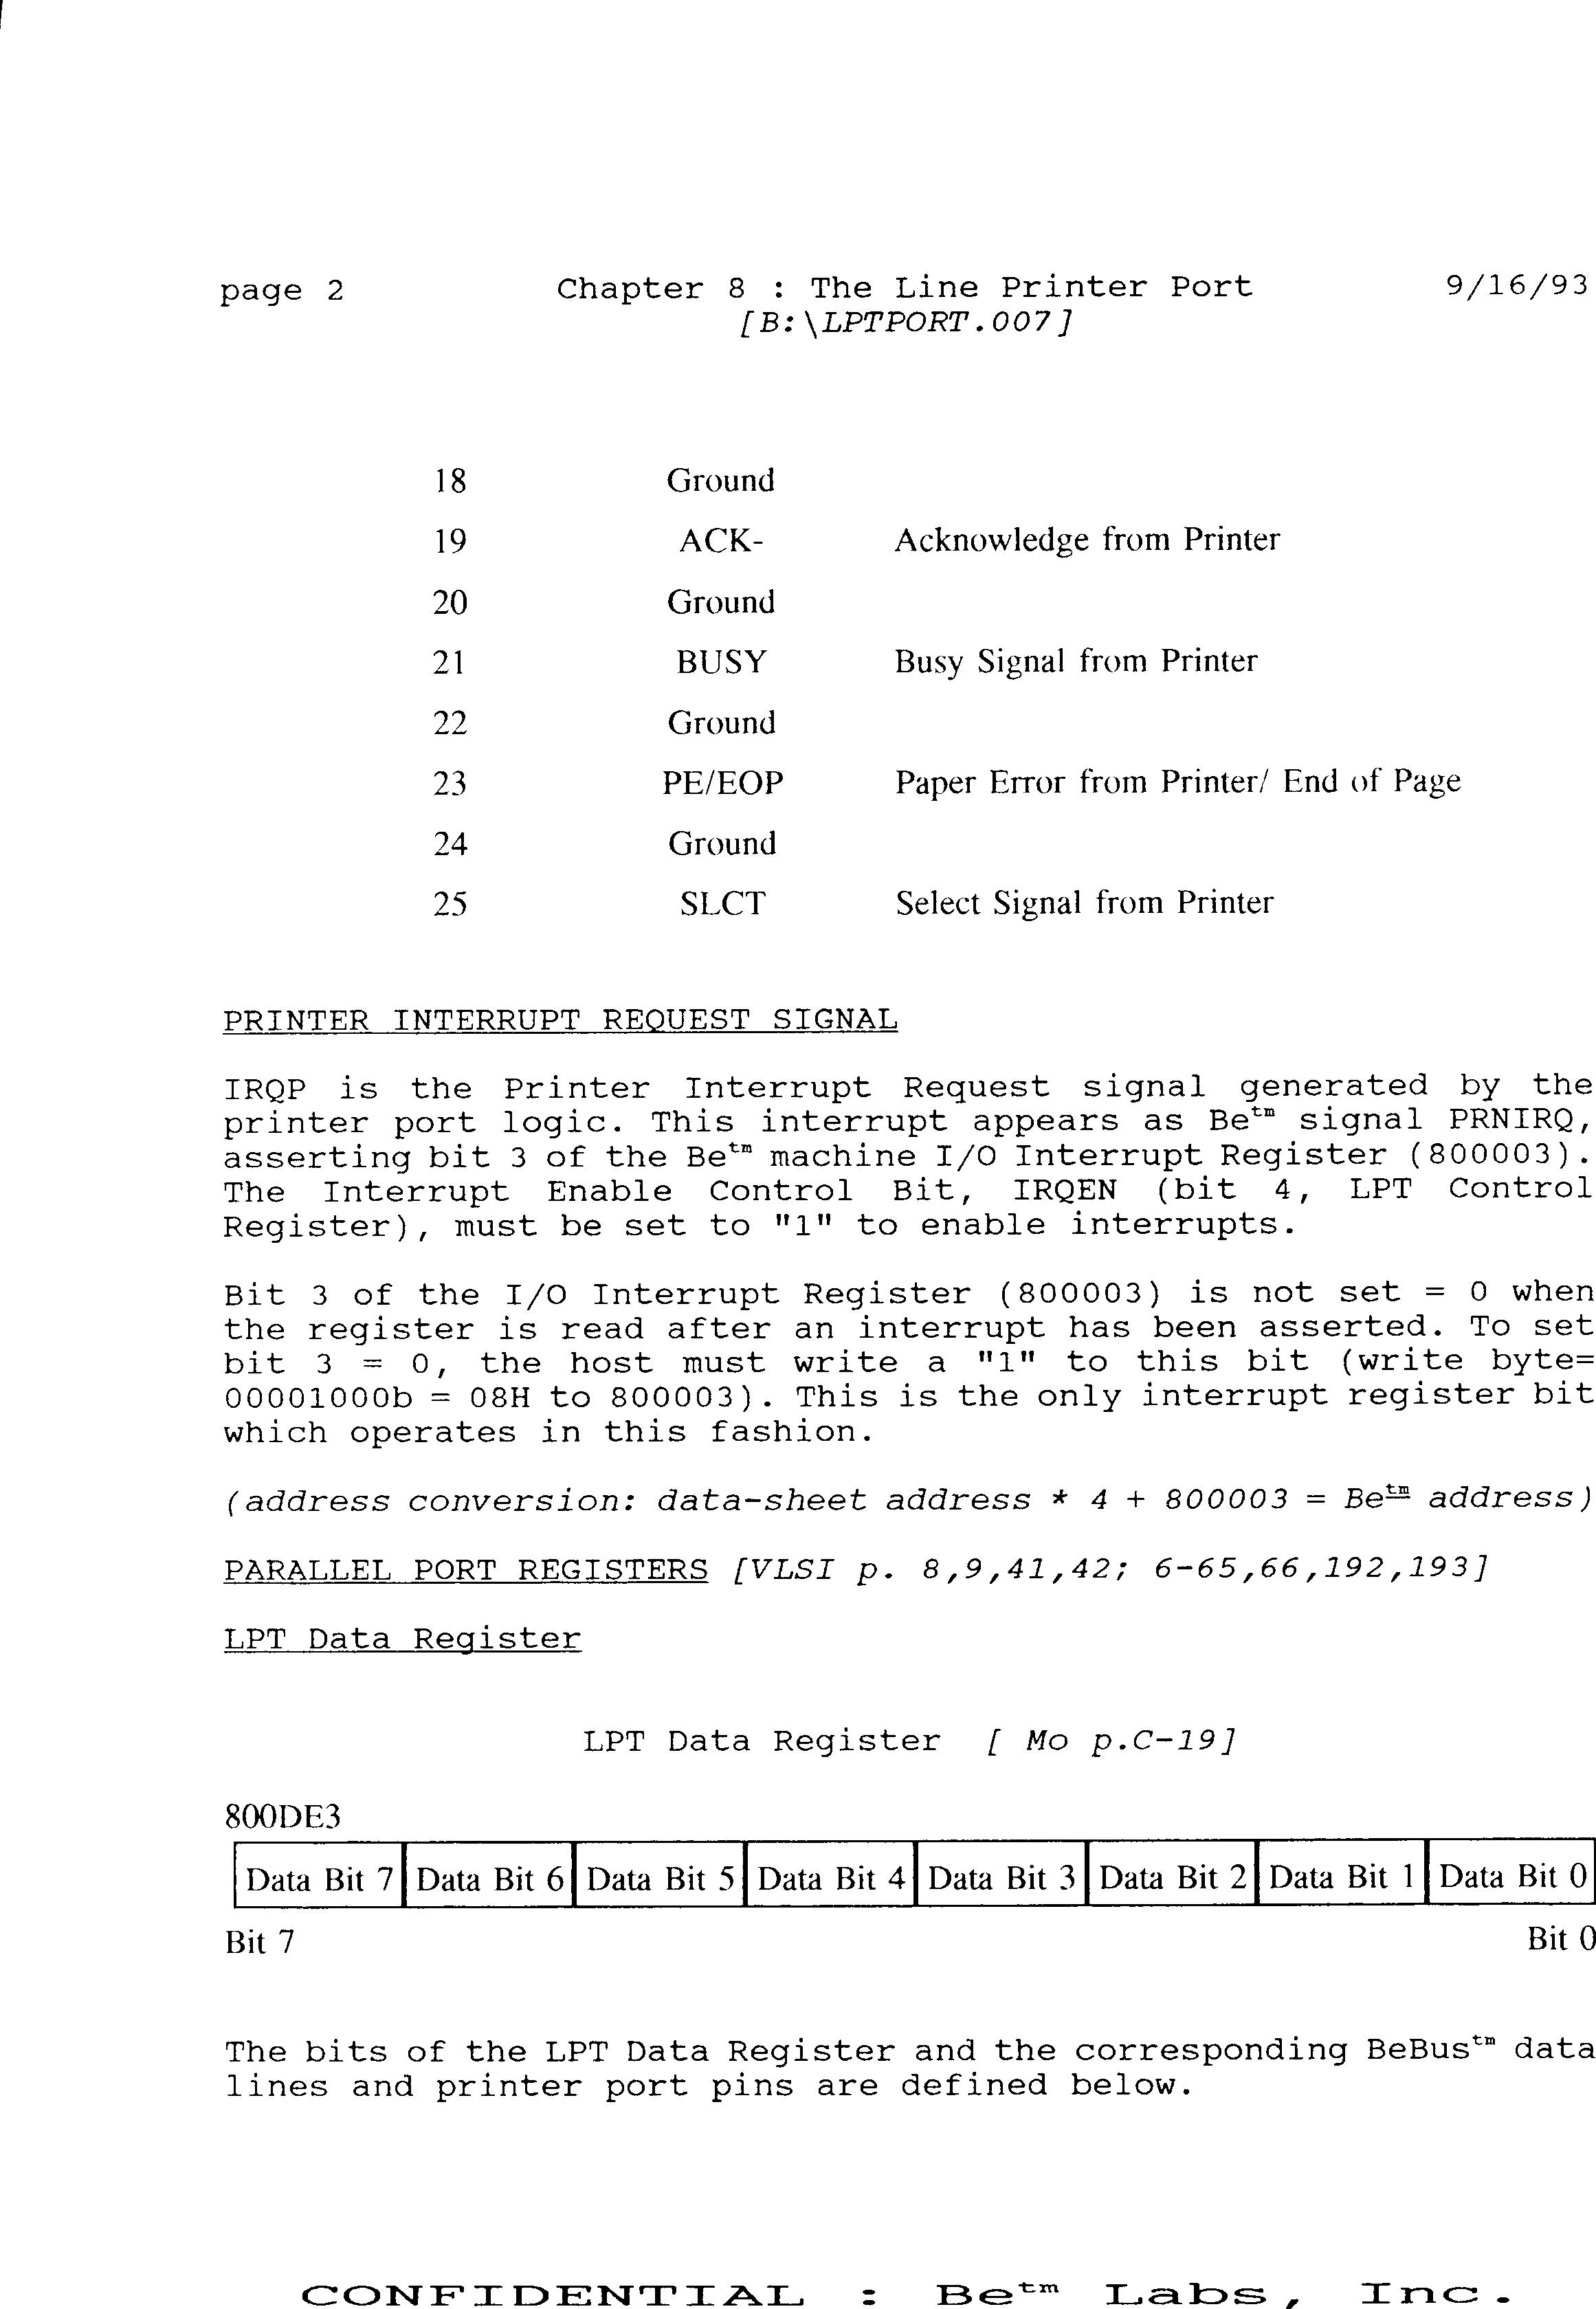 page 2 Chapter 8 : The Line Printer Port 9/16/93
[B:\LPTPORT.007]
18 Ground
19 ACK- Acknowledge from Printer
20 Ground
21 BUSY Busy Signal from Printer
22 Ground
23 PE/EOP Paper Error from Printer/ End of Page
24 Ground
25 SLCT Select Signal from Printer
PRINTER INTERRUPT REQUEST SIGNAL
IRQP is the Printer Interrupt Request signal generated by the
printer port logic. This interrupt appears as Be™ signal PRNIRQ,
asserting bit 3 of the Be™ machine I/O Interrupt Register (800003).
The Interrupt Enable Control Bit, IRQEN (bit 4, LPT Control
Register), must be set to "1" to enable interrupts.
Bit 3 of the I/O Interrupt Register (800003) is not set = 0 when
the register is read after an interrupt has been asserted. To set
bit 3 = 0, the host must write a "1" to this bit (write byte=
00001000b = 08H to 800003). This is the only interrupt register bit
which operates in this fashion.
(address conversion: data-sheet address * 4 + 800003 = Be™ address)
PARALLEL PORT REGISTERS [VLSI p. 8,9,41,42; 6-65,66,192,193]
LPT Data Register
LPT Data Register [ Mo p.C-19]
800DE3
Data Bit 7 Data Bit 6 Data Bit 5 Data Bit 4 Data Bit 3 Data Bit 2 Data Bit 1 Data Bit 0
Bit 7 Bit 0
The bits of the LPT Data Register and the corresponding BeBus™ data
lines and printer port pins are defined below.
CONFIDENTIAL : Be™ Labs, Inc.